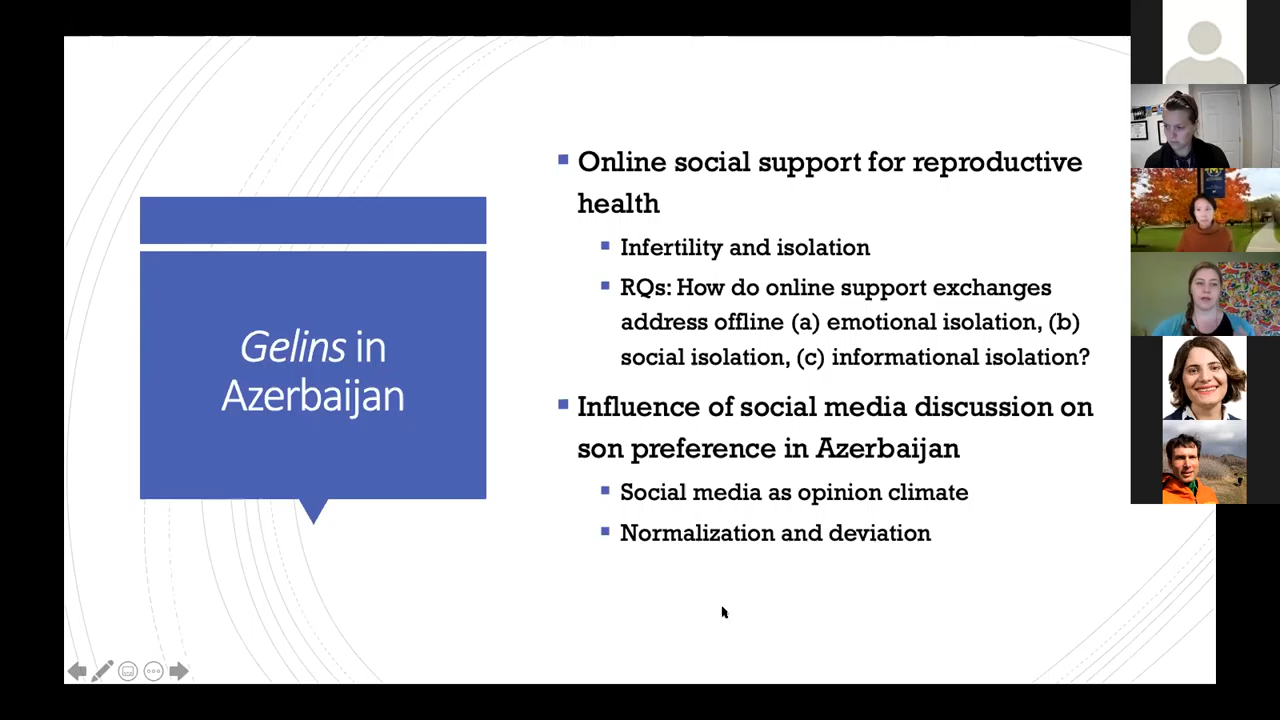 Gelins in
Azerbaijan
Online social support for reproductive
health
Infertility and isolation
RQs: How do online support exchanges
address offline (a) emotional isolation, (b)
social isolation, (c) informational isolation?
Influence of social media discussion on
son preference in Azerbaijan
Social media as opinion climate
Normalization and deviation